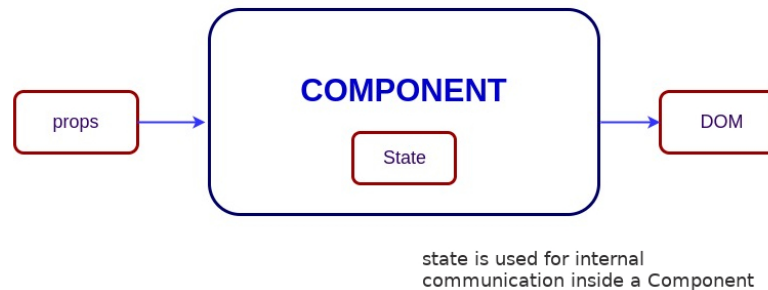 COMPONENT
props
State
DOM
state is used for internal
communication inside a Component